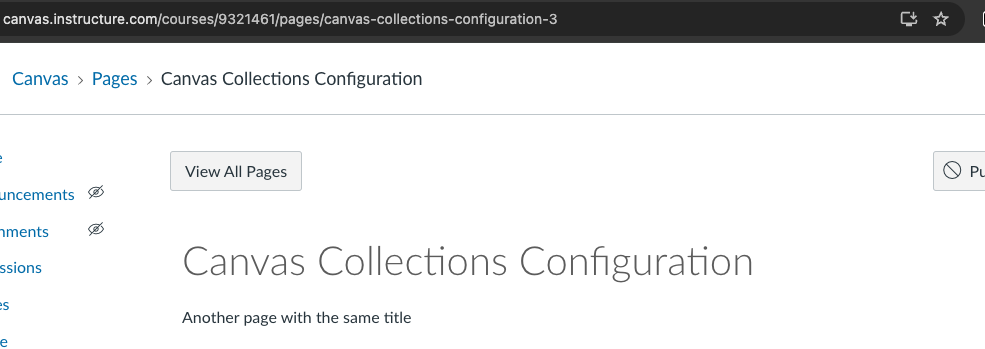 canvas.instructure.com/courses/9321461/pages/canvas-collections-configuration-3
Canvas > Pages > Canvas Collections Configuration
e
View All Pages
Pu
uncements
nments
ssions
es
e
Canvas Collections Configuration
Another page with the same title